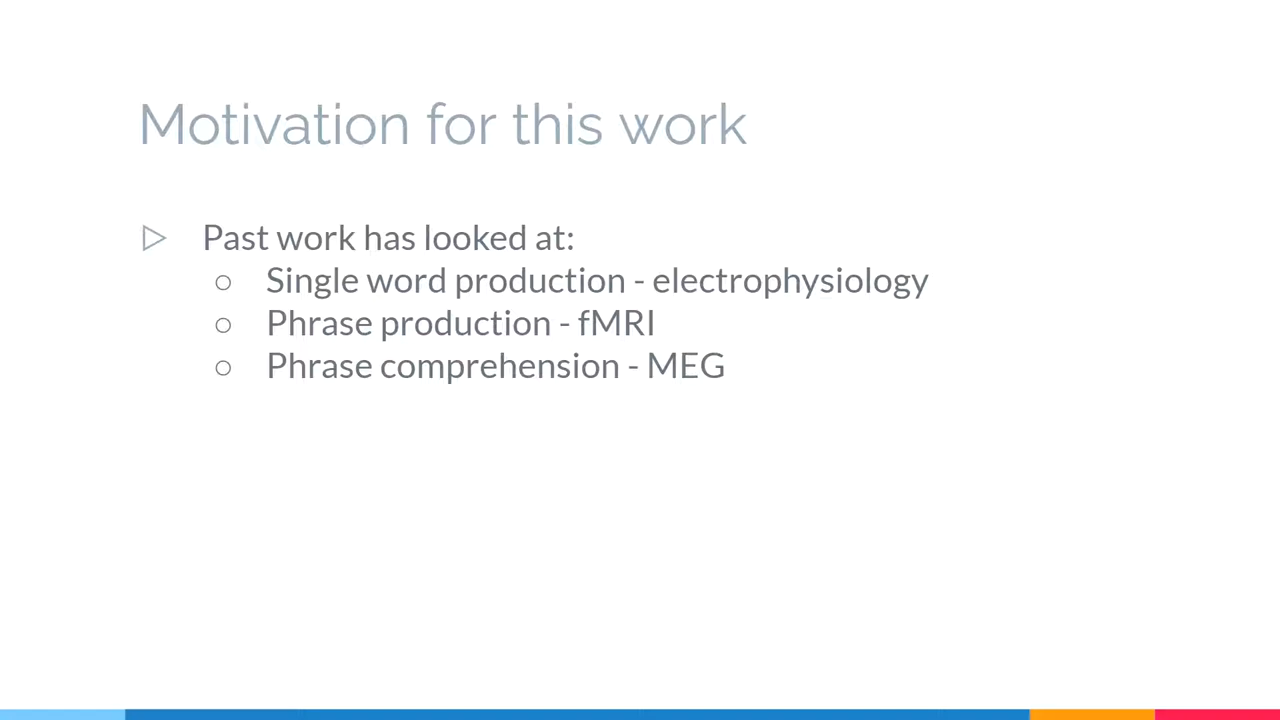 Motivation for this work
▷ Past work has looked at:
○ Single word production - electrophysiology
○ Phrase production - fMRI
○ Phrase comprehension - MEG